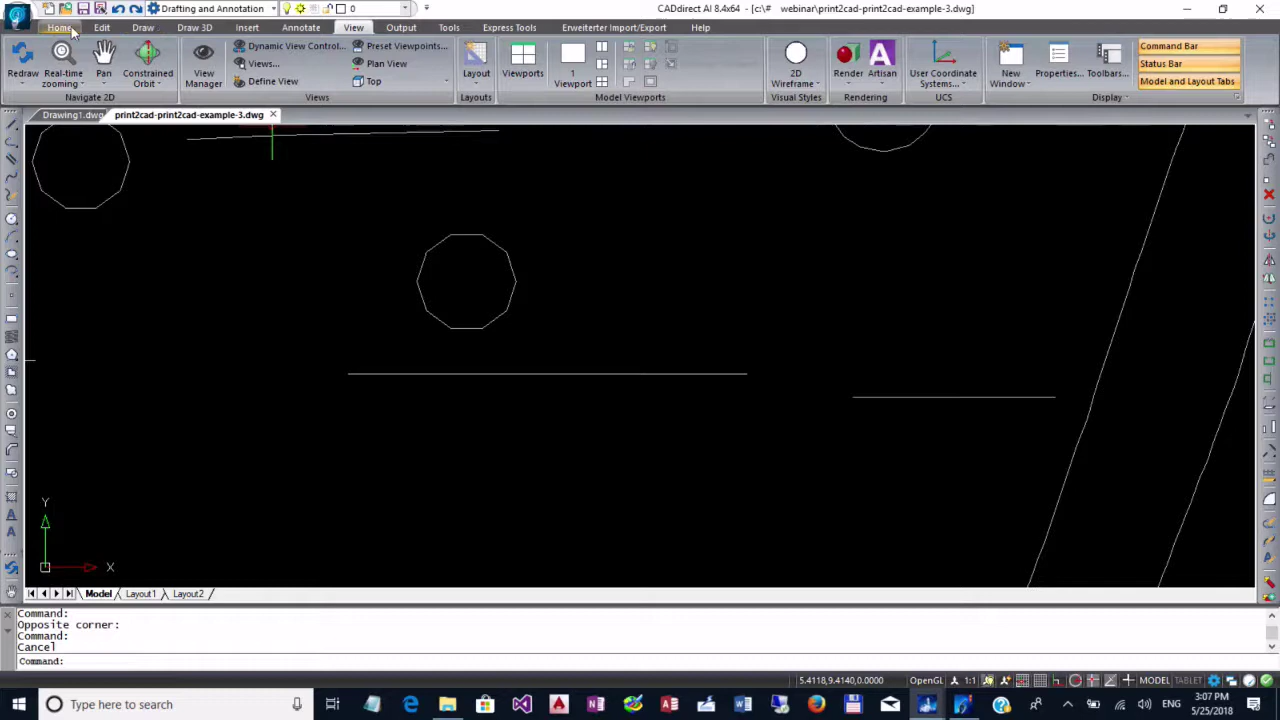 Drafting and Annotation
0
CADdirect AI 8.4x64 - [c:\# webinar\print2cad-print2cad-example-3.dwg]
Home Edit Draw Draw 3D Insert Annotate View Output Tools Express Tools Erweiterter Import/Export Help
Redraw Real-time zooming Pan Constrained Orbit
View Manager
Dynamic View Control...
Views...
Define View
Preset Viewpoints...
Plan View
Top
Layout
Viewports
1 Viewport
2D Wireframe
Render Artisan
User Coordinate Systems...
New Window Properties... Toolbars...
Command Bar
Status Bar
Model and Layout Tabs
Navigate 2D Views Layouts Model Viewports Visual Styles Rendering UCS Display
Drawing1.dwg print2cad-print2cad-example-3.dwg
Y
X
Model Layout1 Layout2
Command:
Opposite corner:
Command:
Cancel
Command:
5.4118,9.4140,0.0000 OpenGL 1:1 MODEL TABLET
Type here to search
ENG
3:07 PM
5/25/2018